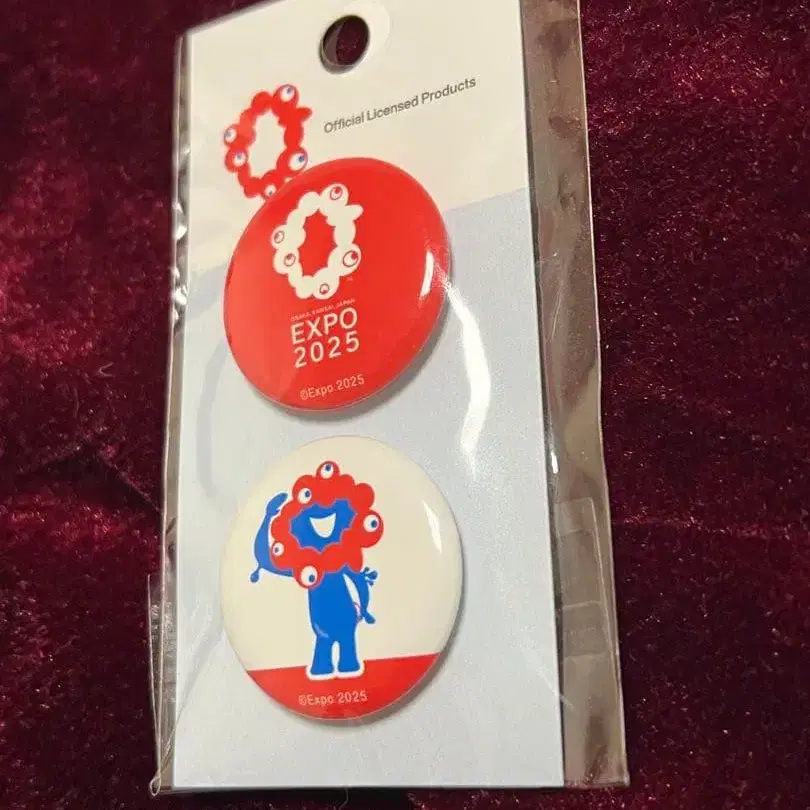 Official Licensed Products
OSAKA, KANSAI, JAPAN
EXPO
2025
©Expo 2025
©Expo 2025